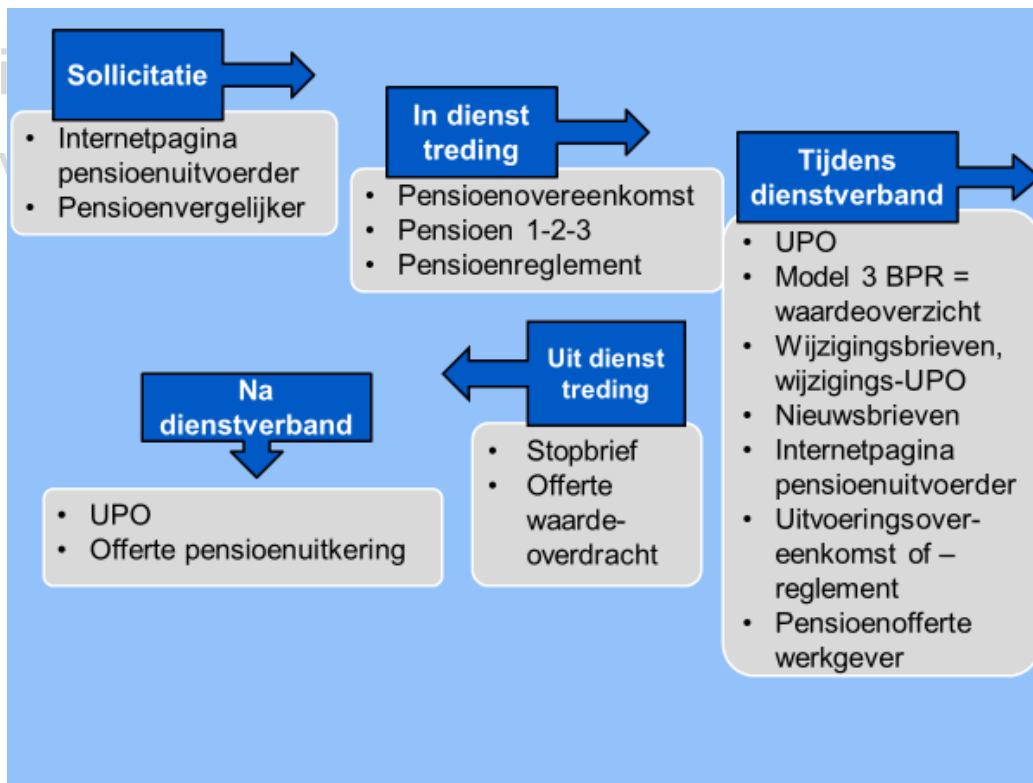 Sollicitatie
• Internetpagina
pensioenuitvoerder
• Pensioenvergelijker
In dienst
treding
• Pensioenovereenkomst
• Pensioen 1-2-3
• Pensioenreglement
Tijdens
dienstverband
• UPO
• Model 3 BPR =
waardeoverzicht
• Wijzigingsbrieven,
wijzigings-UPO
• Nieuwsbrieven
• Internetpagina
pensioenuitvoerder
• Uitvoeringsover-
eenkomst of –
reglement
• Pensioenofferte
werkgever
Uit dienst
treding
• Stopbrief
• Offerte
waarde-
overdracht
Na
dienstverband
• UPO
• Offerte pensioenuitkering